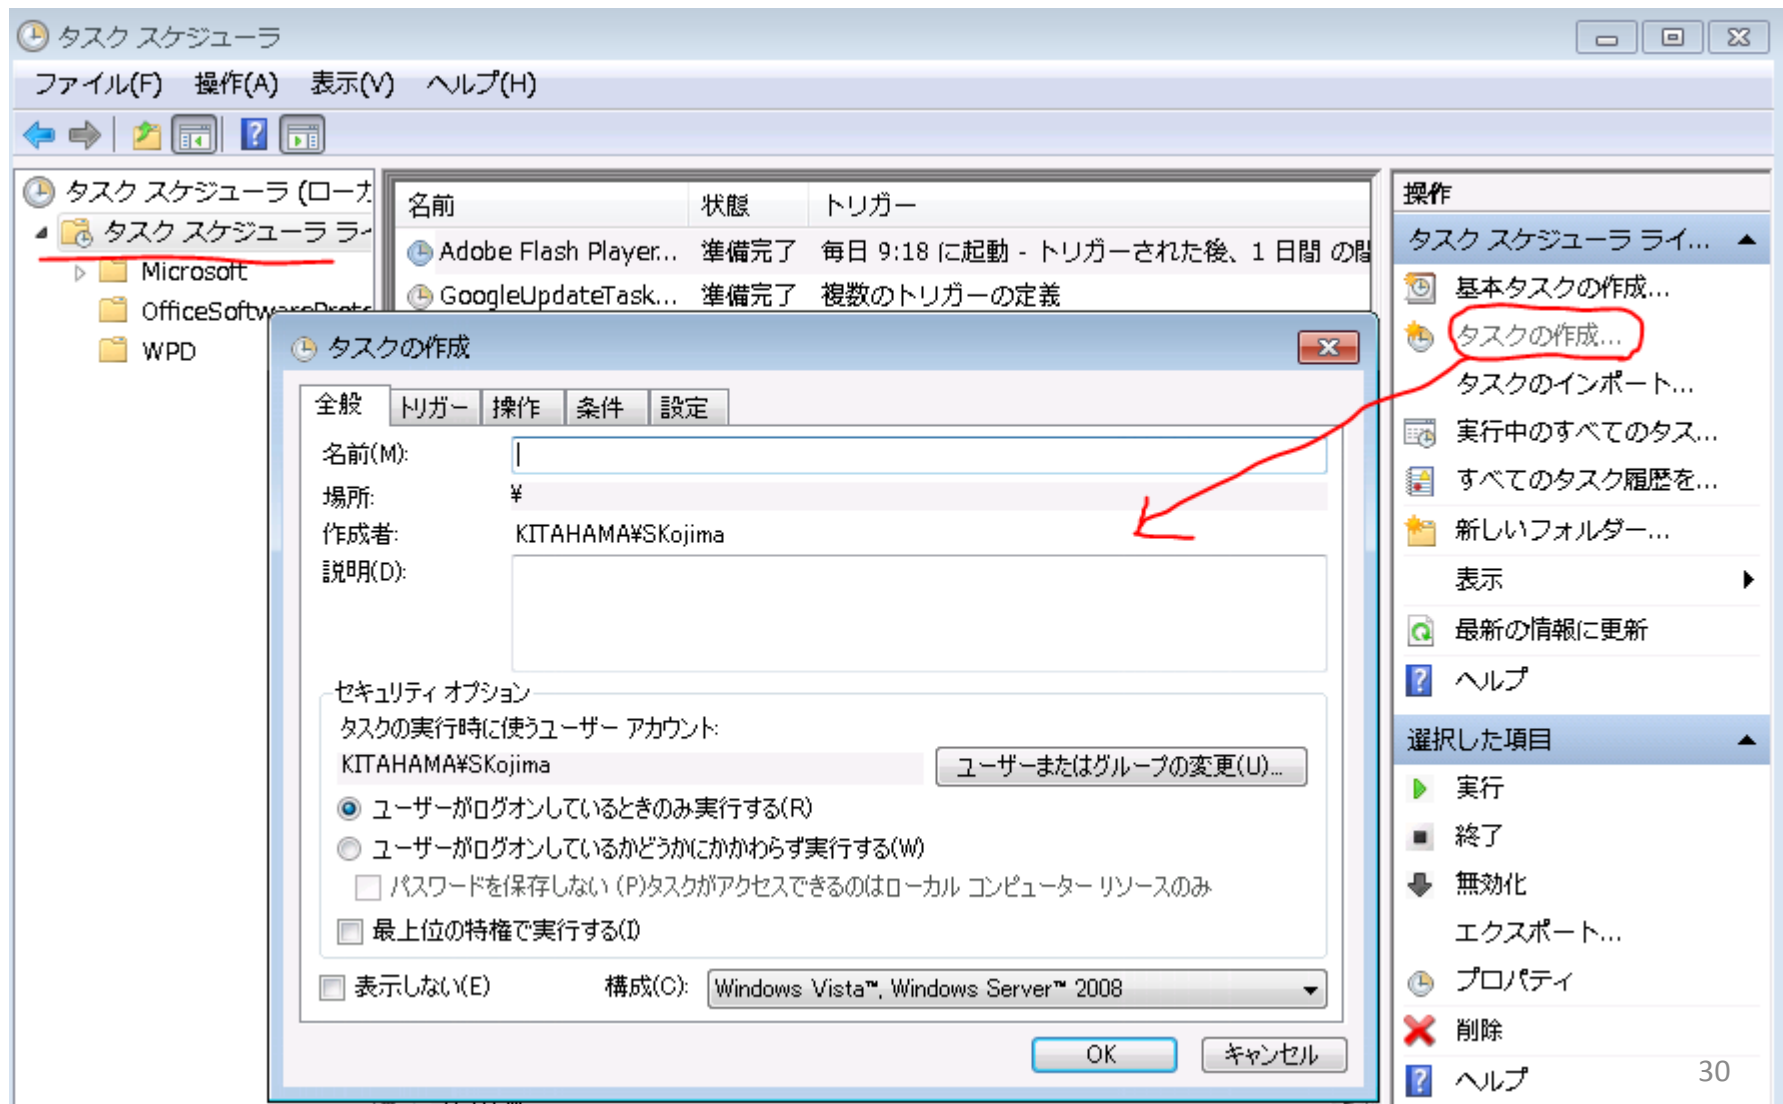 タスク スケジューラ
ファイル(F) 操作(A) 表示(V) ヘルプ(H)
タスク スケジューラ (ローカ
タスク スケジューラ ライ
Microsoft
OfficeSoftwareProte
WPD
名前 状態 トリガー
Adobe Flash Player... 準備完了 毎日 9:18 に起動 - トリガーされた後、1 日間 の間
GoogleUpdateTask... 準備完了 複数のトリガーの定義
タスクの作成
全般 トリガー 操作 条件 設定
名前(M):
場所: ¥
作成者: KITAHAMA¥SKojima
説明(D):
セキュリティ オプション
タスクの実行時に使うユーザー アカウント:
KITAHAMA¥SKojima ユーザーまたはグループの変更(U)...
ユーザーがログオンしているときのみ実行する(R)
ユーザーがログオンしているかどうかにかかわらず実行する(W)
パスワードを保存しない (P)タスクがアクセスできるのはローカル コンピューター リソースのみ
最上位の特権で実行する(I)
表示しない(E) 構成(C): Windows Vista™, Windows Server™ 2008
OK キャンセル
操作
タスク スケジューラ ライ...
基本タスクの作成...
タスクの作成...
タスクのインポート...
実行中のすべてのタス...
すべてのタスク履歴を...
新しいフォルダー...
表示
最新の情報に更新
ヘルプ
選択した項目
実行
終了
無効化
エクスポート...
プロパティ
削除
ヘルプ
30